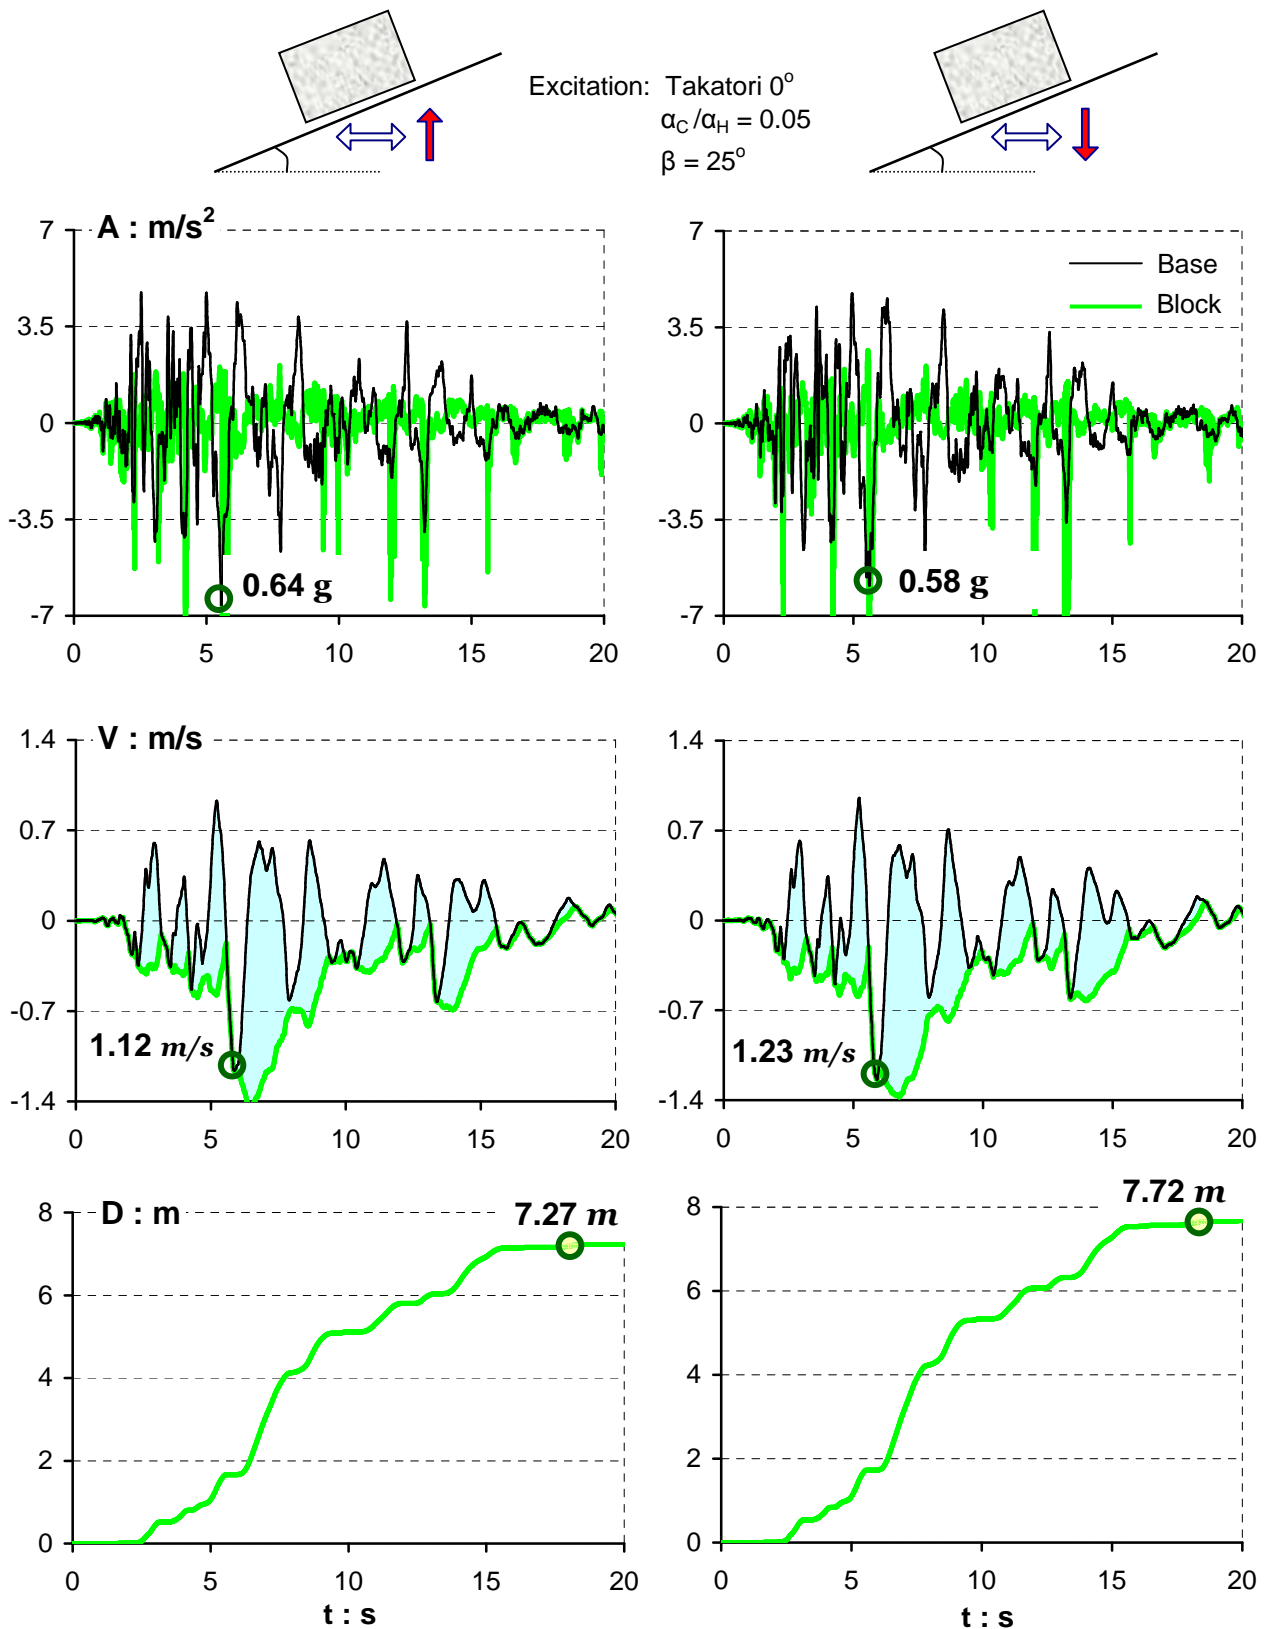 Excitation: Takatori 0°
α_C/α_H = 0.05
β = 25°
A : m/s²
7
3.5
0
-3.5
-7
0.64 g
0 5 10 15 20
7
3.5
0
-3.5
-7
Base
Block
0.58 g
0 5 10 15 20
V : m/s
1.4
0.7
0
-0.7
-1.4
1.12 m/s
0 5 10 15 20
1.4
0.7
0
-0.7
-1.4
1.23 m/s
0 5 10 15 20
D : m
8
6
4
2
0
7.27 m
0 5 10 15 20
t : s
8
6
4
2
0
7.72 m
0 5 10 15 20
t : s